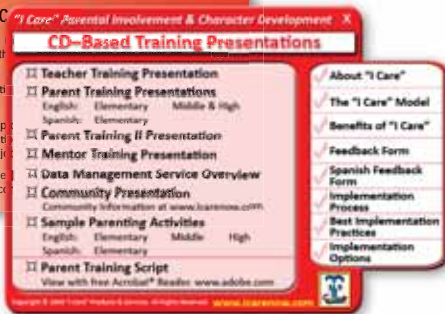 "I Care" Parental Involvement & Character Development X
CD-Based Training Presentations
Teacher Training Presentation
Parent Training Presentations
English: Elementary Middle & High
Spanish: Elementary
Parent Training II Presentation
Mentor Training Presentation
Data Management Service Overview
Community Presentation
Community Information at www.icarenow.com
Sample Parenting Activities
English: Elementary Middle High
Spanish: Elementary
Parent Training Script
View with free Acrobat® Reader www.adobe.com
www.icarenow.com
About "I Care"
The "I Care" Model
Benefits of "I Care"
Feedback Form
Spanish Feedback
Form
Implementation
Process
Best Implementation
Practices
Implementation
Options